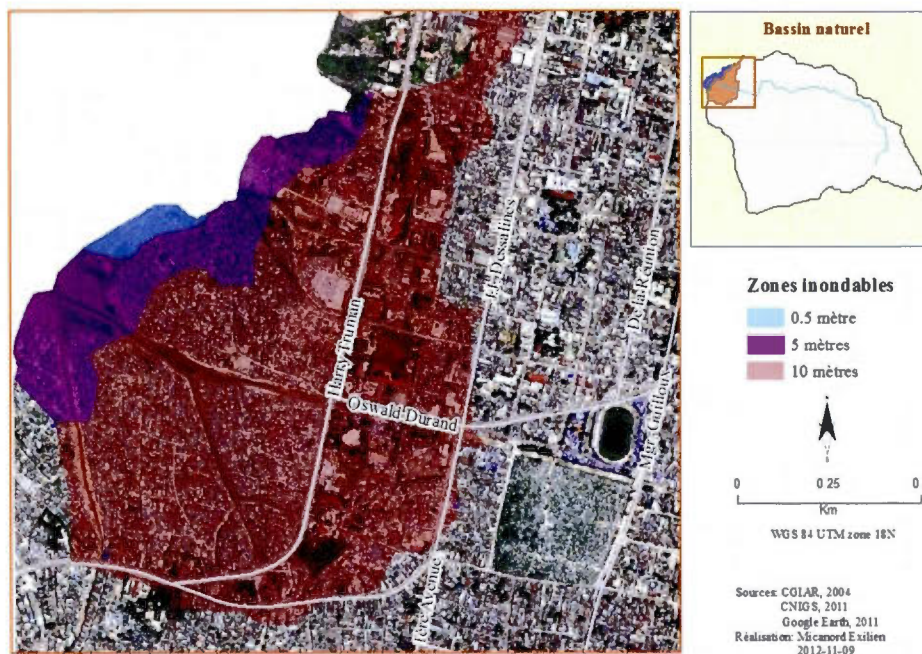 Bassin naturel
Harry Truman
Oswald Durand
J-J-Dessalines
De la Réunion
Mgr Guilloux
1ère Avenue
Zones inondables
0.5 mètre
5 mètres
10 mètres
0 0.25 0
Km
WGS 84 UTM zone 18N
Sources: CGIAR, 2004
CNIGS, 2011
Google Earth, 2011
Réalisation: Micanord Exilien
2012-11-09